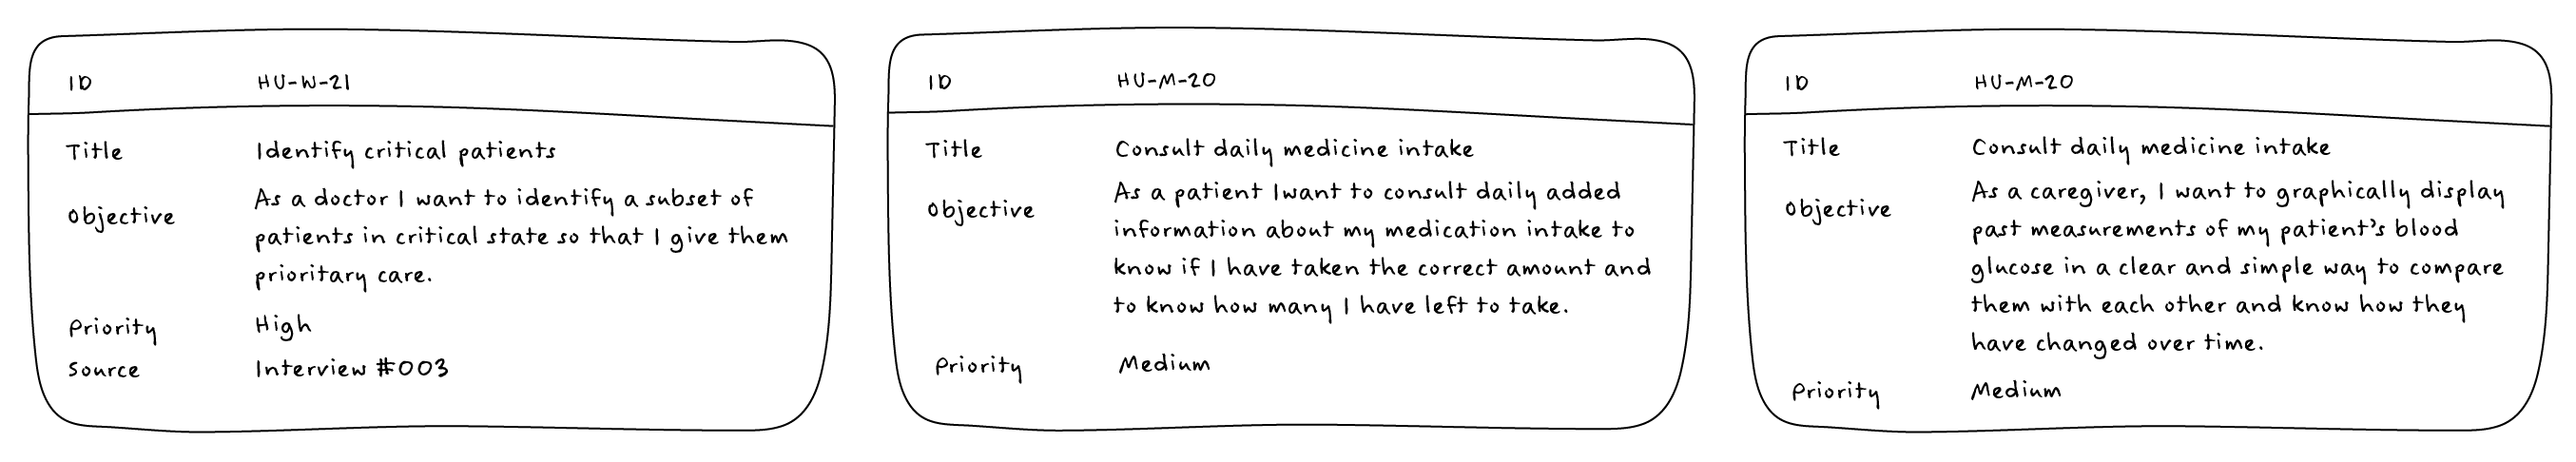 ID HU-W-21
Title Identify critical patients
Objective As a doctor I want to identify a subset of
patients in critical state so that I give them
prioritary care.
Priority High
Source Interview #003
ID HU-M-20
Title Consult daily medicine intake
Objective As a patient Iwant to consult daily added
information about my medication intake to
know if I have taken the correct amount and
to know how many I have left to take.
Priority Medium
ID HU-M-20
Title Consult daily medicine intake
Objective As a caregiver, I want to graphically display
past measurements of my patient's blood
glucose in a clear and simple way to compare
them with each other and know how they
have changed over time.
Priority Medium